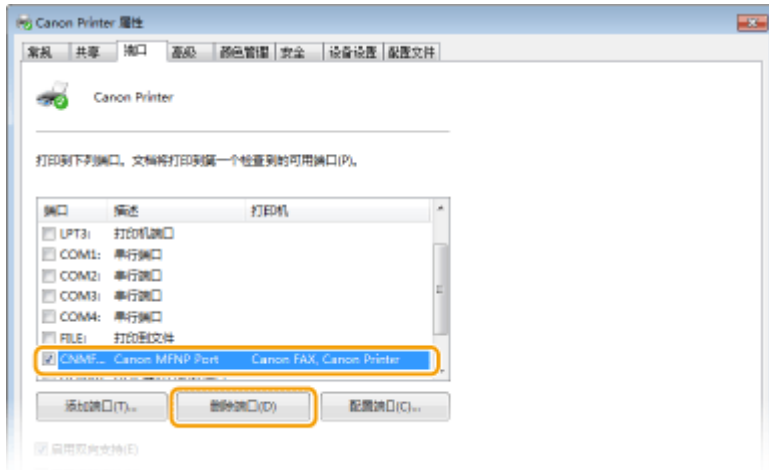 Canon Printer 属性
常规 共享 端口 高级 颜色管理 安全 设备设置 配置文件
Canon Printer
打印到下列端口。文档将打印到第一个检查到的可用端口(P)。
端口 描述 打印机
LPT3: 打印机端口
COM1: 串行端口
COM2: 串行端口
COM3: 串行端口
COM4: 串行端口
FILE: 打印到文件
CNMF... Canon MFNP Port Canon FAX, Canon Printer
添加端口(T)... 删除端口(D) 配置端口(C)...
启用双向支持(E)